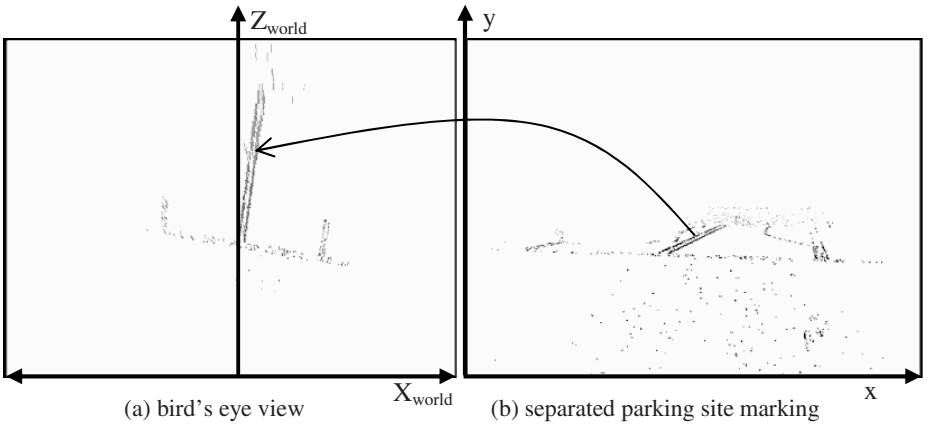 Z_world
y
X_world
x
(a) bird's eye view
(b) separated parking site marking